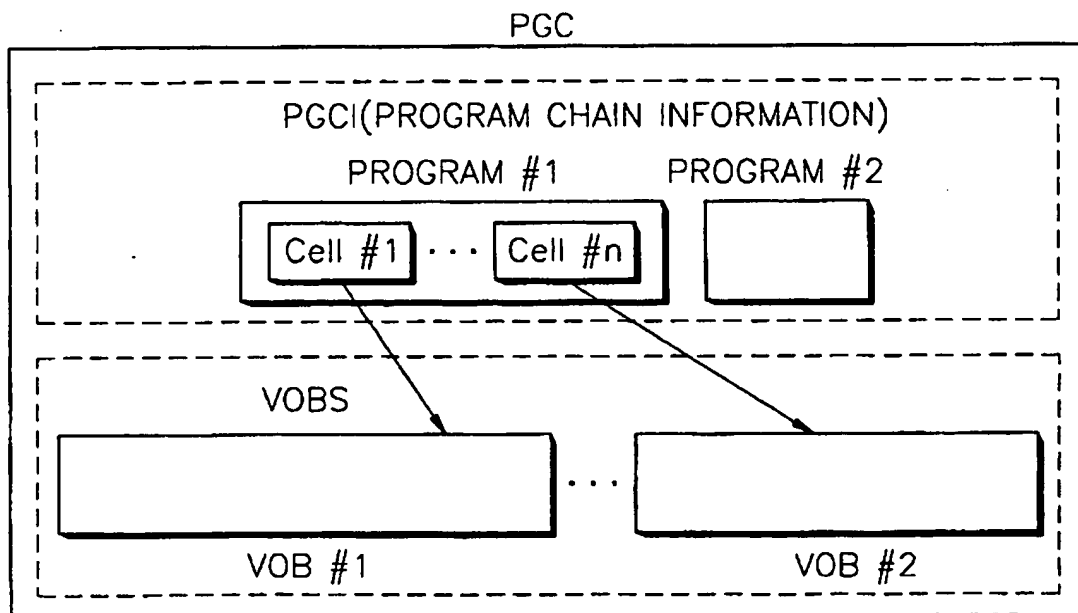 PGC
PGCI(PROGRAM CHAIN INFORMATION)
PROGRAM #1 PROGRAM #2
Cell #1 ··· Cell #n
VOBS
···
VOB #1 VOB #2